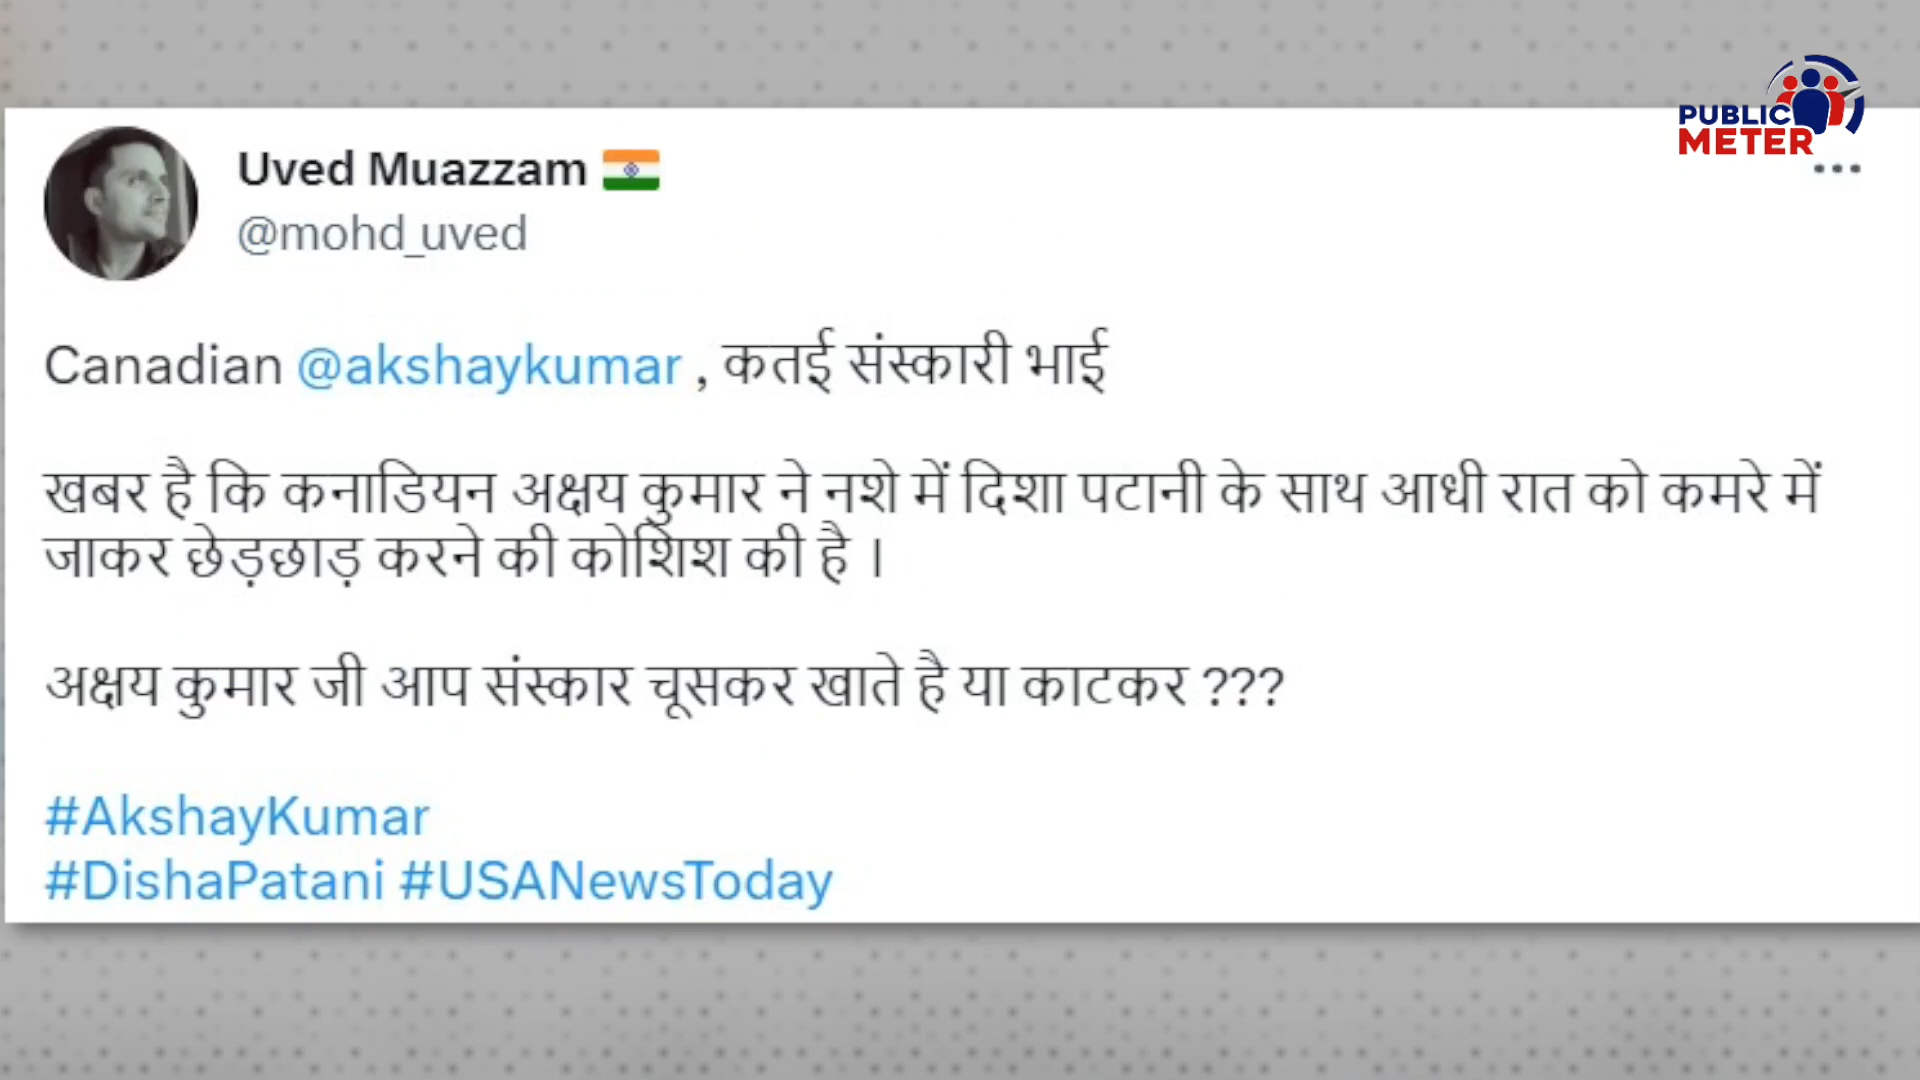 PUBLIC
METER
Uved Muazzam
@mohd_uved
Canadian @akshaykumar , कतई संस्कारी भाई
खबर है कि कनाडियन अक्षय कुमार ने नशे में दिशा पटानी के साथ आधी रात को कमरे में
जाकर छेड़छाड़ करने की कोशिश की है ।
अक्षय कुमार जी आप संस्कार चूसकर खाते है या काटकर ???
#AkshayKumar
#DishaPatani #USANewsToday